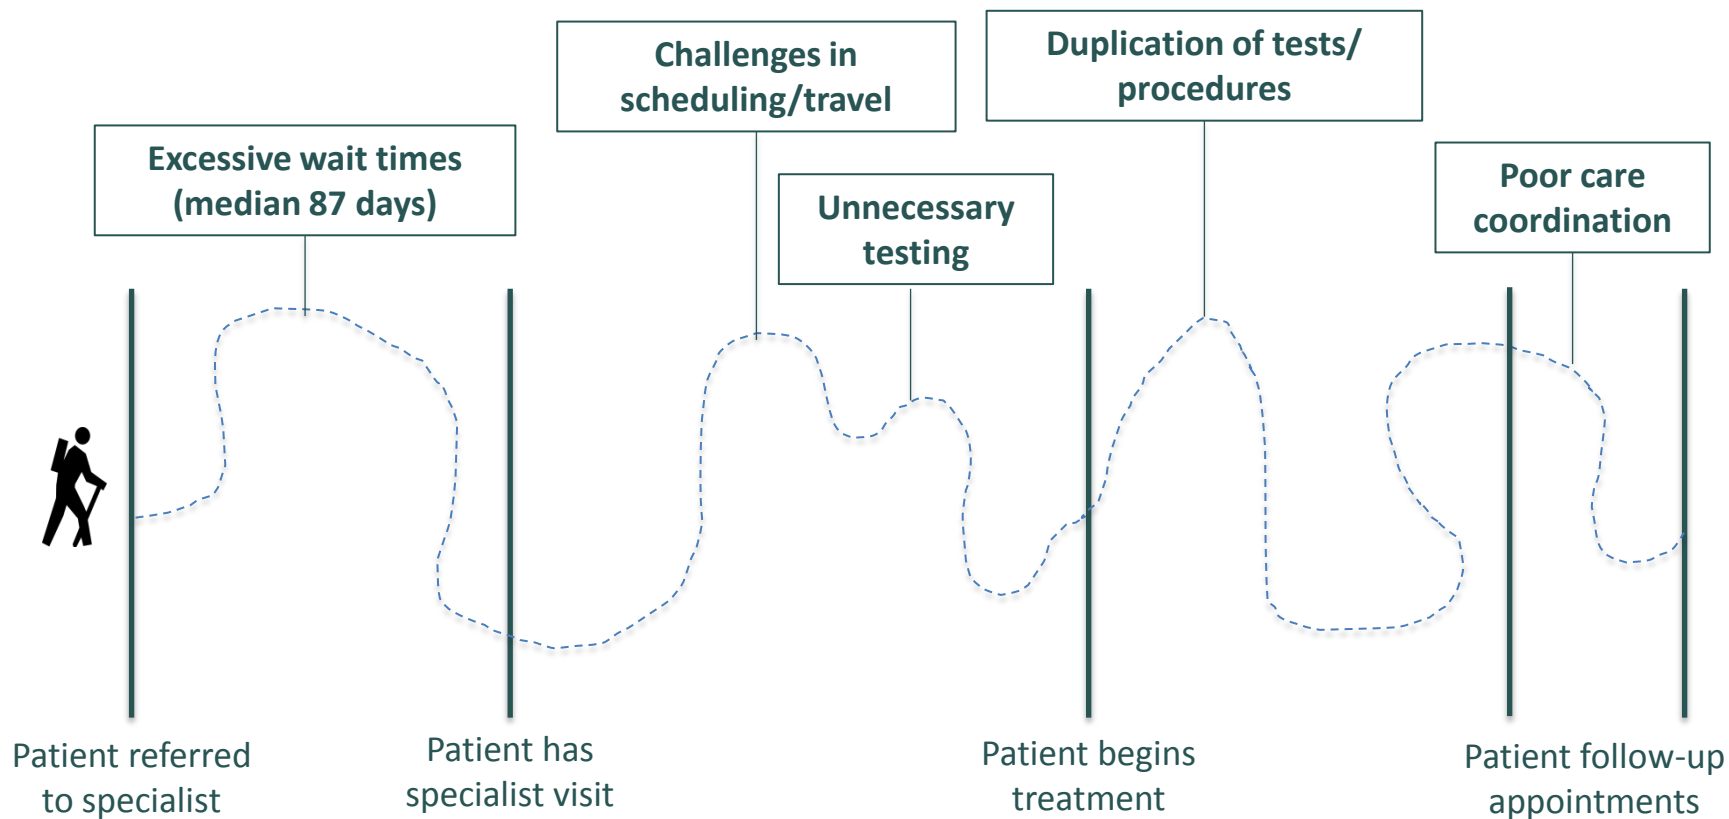 Challenges in
scheduling/travel
Duplication of tests/
procedures
Excessive wait times
(median 87 days)
Unnecessary
testing
Poor care
coordination
Patient referred
to specialist
Patient has
specialist visit
Patient begins
treatment
Patient follow-up
appointments